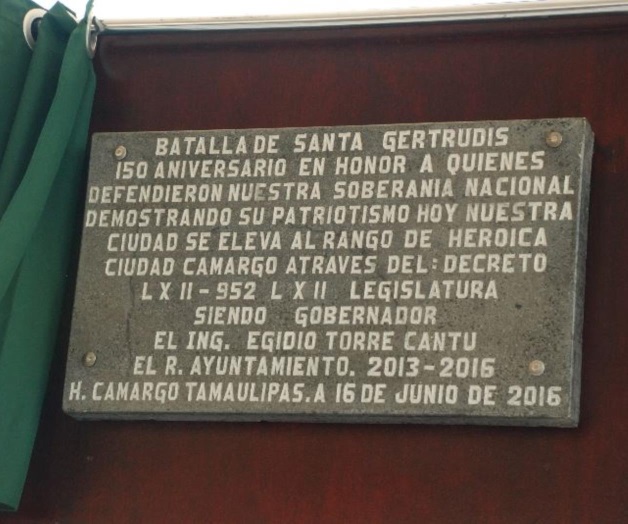 BATALLA DE SANTA GERTRUDIS
150 ANIVERSARIO EN HONOR A QUIENES
DEFENDIERON NUESTRA SOBERANIA NACIONAL
DEMOSTRANDO SU PATRIOTISMO HOY NUESTRA
CIUDAD SE ELEVA AL RANGO DE HEROICA
CIUDAD CAMARGO ATRAVES DEL: DECRETO
LXII-952 LXII LEGISLATURA
SIENDO GOBERNADOR
EL ING. EGIDIO TORRE CANTU
EL R. AYUNTAMIENTO. 2013-2016
H. CAMARGO TAMAULIPAS. A 16 DE JUNIO DE 2016